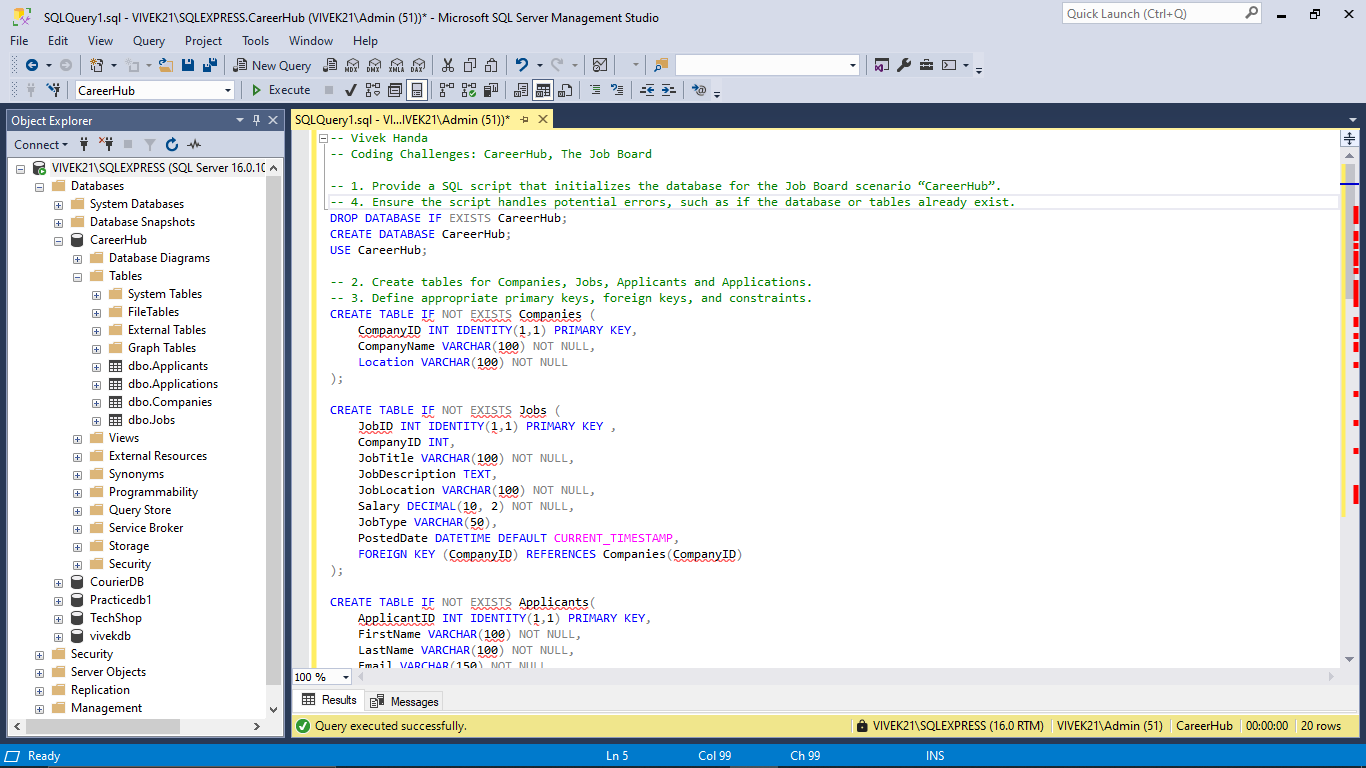 SQLQuery1.sql - VIVEK21\SQLEXPRESS.CareerHub (VIVEK21\Admin (51))* - Microsoft SQL Server Management Studio
Quick Launch (Ctrl+Q)
File Edit View Query Project Tools Window Help
New Query MDX DMX XMLA DAX
CareerHub Execute
Object Explorer
Connect
VIVEK21\SQLEXPRESS (SQL Server 16.0.10
Databases
System Databases
Database Snapshots
CareerHub
Database Diagrams
Tables
System Tables
FileTables
External Tables
Graph Tables
dbo.Applicants
dbo.Applications
dbo.Companies
dbo.Jobs
Views
External Resources
Synonyms
Programmability
Query Store
Service Broker
Storage
Security
CourierDB
Practicedb1
TechShop
vivekdb
Security
Server Objects
Replication
Management
SQLQuery1.sql - VI...IVEK21\Admin (51))*
-- Vivek Handa
-- Coding Challenges: CareerHub, The Job Board
-- 1. Provide a SQL script that initializes the database for the Job Board scenario “CareerHub”.
-- 4. Ensure the script handles potential errors, such as if the database or tables already exist.
DROP DATABASE IF EXISTS CareerHub;
CREATE DATABASE CareerHub;
USE CareerHub;
-- 2. Create tables for Companies, Jobs, Applicants and Applications.
-- 3. Define appropriate primary keys, foreign keys, and constraints.
CREATE TABLE IF NOT EXISTS Companies (
CompanyID INT IDENTITY(1,1) PRIMARY KEY,
CompanyName VARCHAR(100) NOT NULL,
Location VARCHAR(100) NOT NULL
);
CREATE TABLE IF NOT EXISTS Jobs (
JobID INT IDENTITY(1,1) PRIMARY KEY ,
CompanyID INT,
JobTitle VARCHAR(100) NOT NULL,
JobDescription TEXT,
JobLocation VARCHAR(100) NOT NULL,
Salary DECIMAL(10, 2) NOT NULL,
JobType VARCHAR(50),
PostedDate DATETIME DEFAULT CURRENT_TIMESTAMP,
FOREIGN KEY (CompanyID) REFERENCES Companies(CompanyID)
);
CREATE TABLE IF NOT EXISTS Applicants(
ApplicantID INT IDENTITY(1,1) PRIMARY KEY,
FirstName VARCHAR(100) NOT NULL,
LastName VARCHAR(100) NOT NULL,
Email VARCHAR(150) NOT NULL
100 %
Results Messages
Query executed successfully. VIVEK21\SQLEXPRESS (16.0 RTM) VIVEK21\Admin (51) CareerHub 00:00:00 20 rows
Ready Ln 5 Col 99 Ch 99 INS